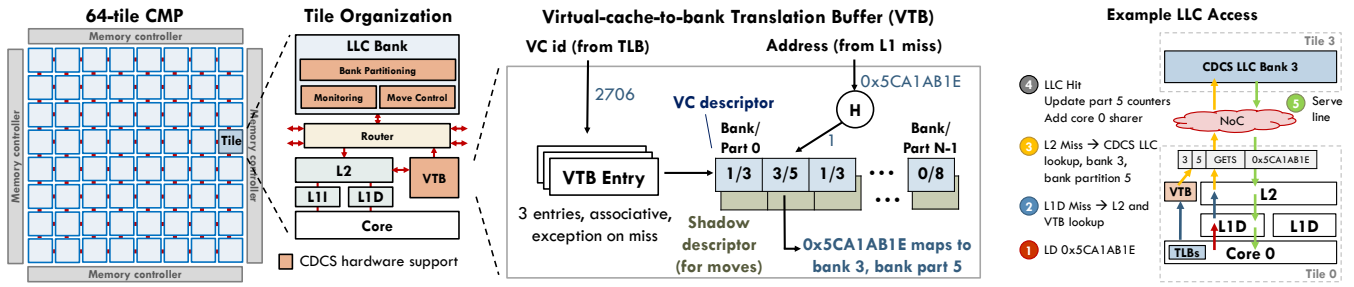 64-tile CMP
Memory controller
Memory controller
Memory controller
Memory controller
Tile
Tile Organization
LLC Bank
Bank Partitioning
Monitoring
Move Control
Router
L2
VTB
L1I
L1D
Core
CDCS hardware support
Virtual-cache-to-bank Translation Buffer (VTB)
VC id (from TLB)
Address (from L1 miss)
2706
0x5CA1AB1E
H
VC descriptor
1
Bank/
Part 0
Bank/
Part N-1
VTB Entry
1/3
3/5
1/3
•••
0/8
•••
3 entries, associative,
exception on miss
Shadow
descriptor
(for moves)
0x5CA1AB1E maps to
bank 3, bank part 5
Example LLC Access
Tile 3
CDCS LLC Bank 3
4 LLC Hit
Update part 5 counters
Add core 0 sharer
5 Serve
line
NoC
3 L2 Miss → CDCS LLC
lookup, bank 3,
bank partition 5
3 5 GETS 0x5CA1AB1E
VTB
L2
2 L1D Miss → L2 and
VTB lookup
L1D
L1D
1 LD 0x5CA1AB1E
TLBs
Core 0
Tile 0